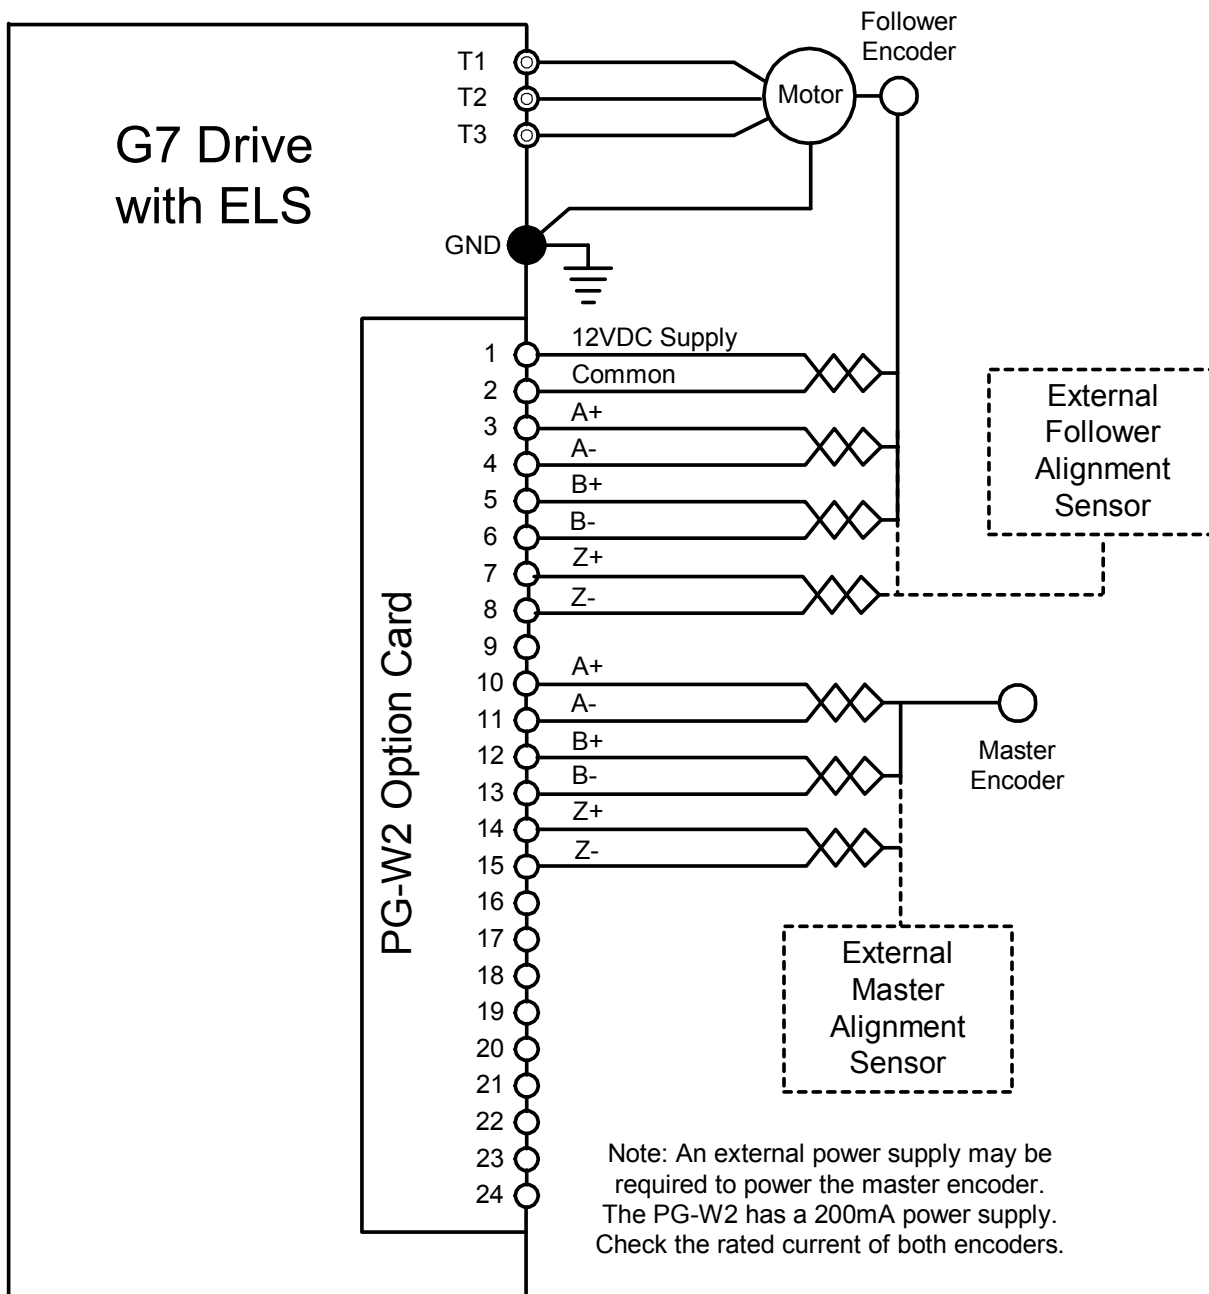 Follower
Encoder
T1
T2
T3
Motor
G7 Drive
with ELS
GND
PG-W2 Option Card
1
12VDC Supply
2
Common
3
A+
4
A-
5
B+
6
B-
7
Z+
8
Z-
9
10
A+
11
A-
12
B+
13
B-
14
Z+
15
Z-
16
17
18
19
20
21
22
23
24
External
Follower
Alignment
Sensor
Master
Encoder
External
Master
Alignment
Sensor
Note: An external power supply may be
required to power the master encoder.
The PG-W2 has a 200mA power supply.
Check the rated current of both encoders.